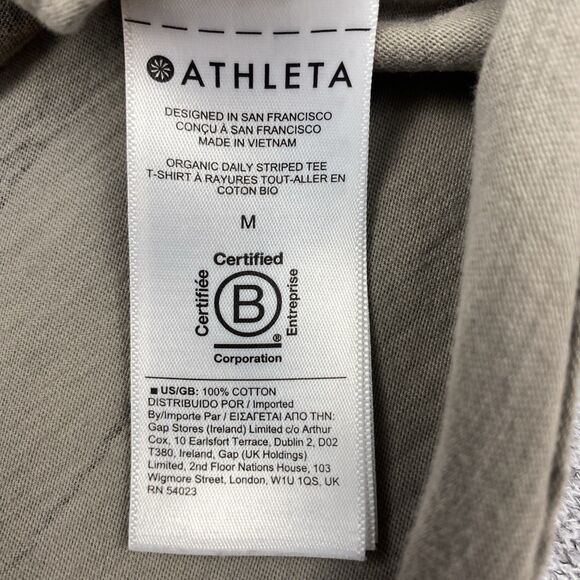 ATHLETA
DESIGNED IN SAN FRANCISCO
CONÇU À SAN FRANCISCO
MADE IN VIETNAM
ORGANIC DAILY STRIPED TEE
T-SHIRT À RAYURES TOUT-ALLER EN
COTON BIO
M
Certified
Certifiée
B
Entreprise
®
Corporation
■ US/GB: 100% COTTON
DISTRIBUIDO POR / Imported
By/Importe Par / ΕΙΣΑΓΕΤΑΙ ΑΠΟ ΤΗΝ:
Gap Stores (Ireland) Limited c/o Arthur
Cox, 10 Earlsfort Terrace, Dublin 2, D02
T380, Ireland, Gap (UK Holdings)
Limited, 2nd Floor Nations House, 103
Wigmore Street, London, W1U 1QS, UK
RN 54023